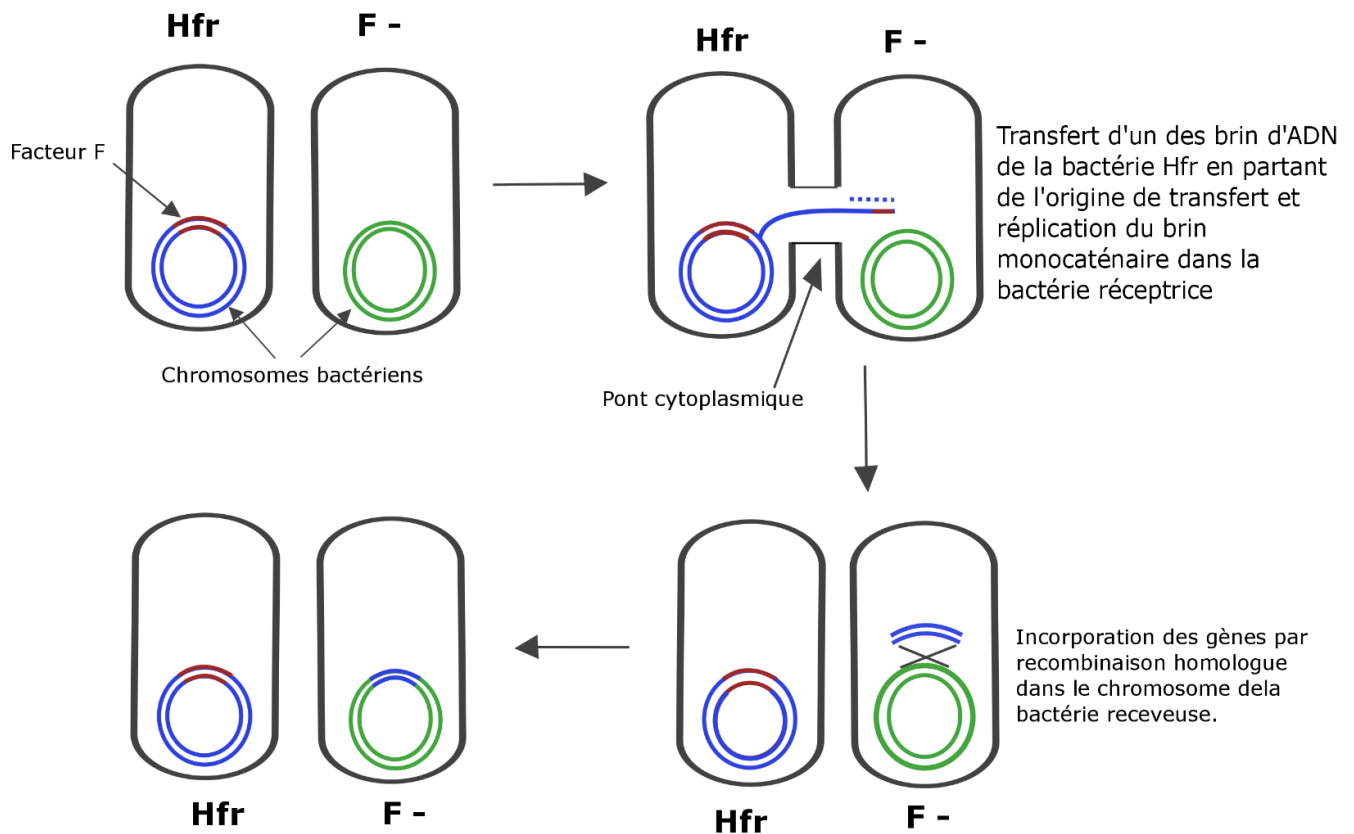 Hfr
F -
Facteur F
Chromosomes bactériens
Hfr
F -
Transfert d'un des brin d'ADN
de la bactérie Hfr en partant
de l'origine de transfert et
réplication du brin
monocaténaire dans la
bactérie réceptrice
Pont cytoplasmique
Incorporation des gènes par
recombinaison homologue
dans le chromosome dela
bactérie receveuse.
Hfr
F -
Hfr
F -